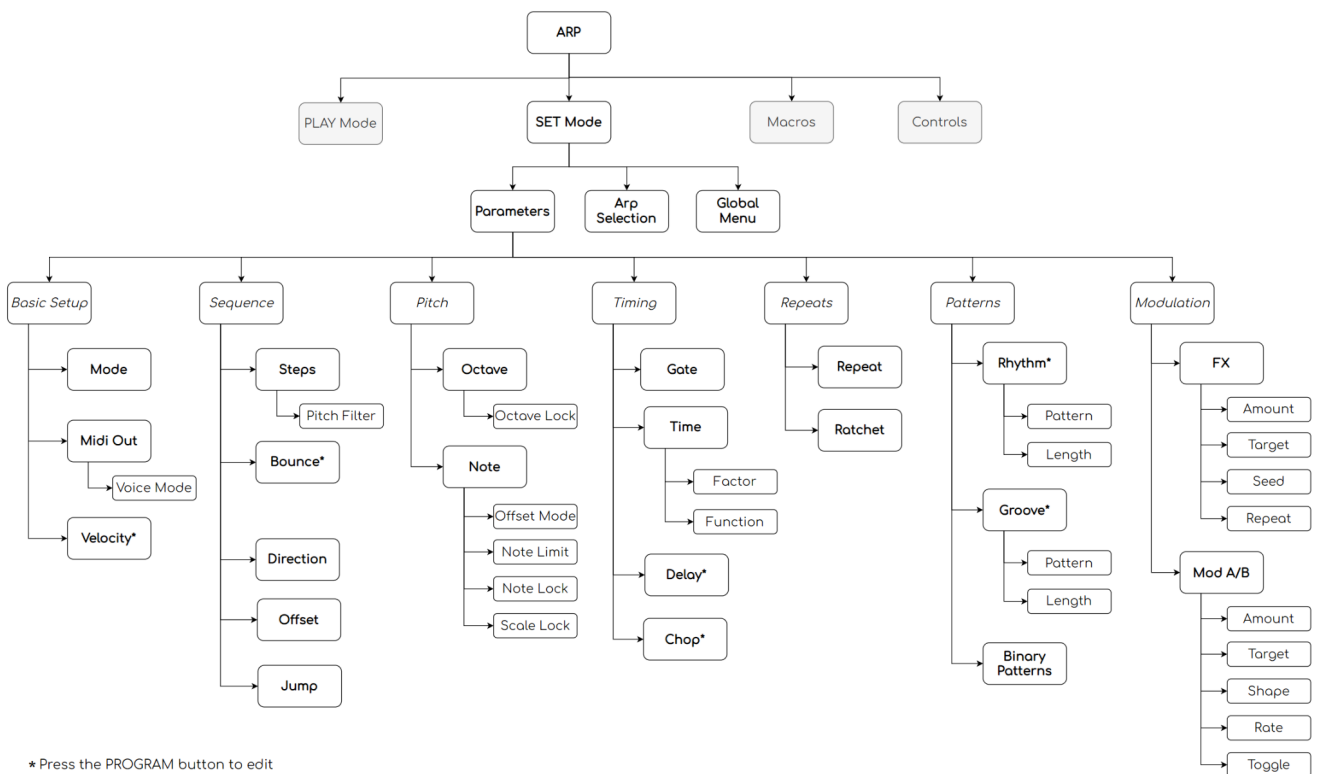 ARP
PLAY Mode
SET Mode
Macros
Controls
Parameters
Arp
Selection
Global
Menu
Basic Setup
Mode
Midi Out
Voice Mode
Velocity*
Sequence
Steps
Pitch Filter
Bounce*
Direction
Offset
Jump
Pitch
Octave
Octave Lock
Note
Offset Mode
Note Limit
Note Lock
Scale Lock
Timing
Gate
Time
Factor
Function
Delay*
Chop*
Repeats
Repeat
Ratchet
Patterns
Rhythm*
Pattern
Length
Groove*
Pattern
Length
Binary
Patterns
Modulation
FX
Amount
Target
Seed
Repeat
Mod A/B
Amount
Target
Shape
Rate
Toggle
* Press the PROGRAM button to edit